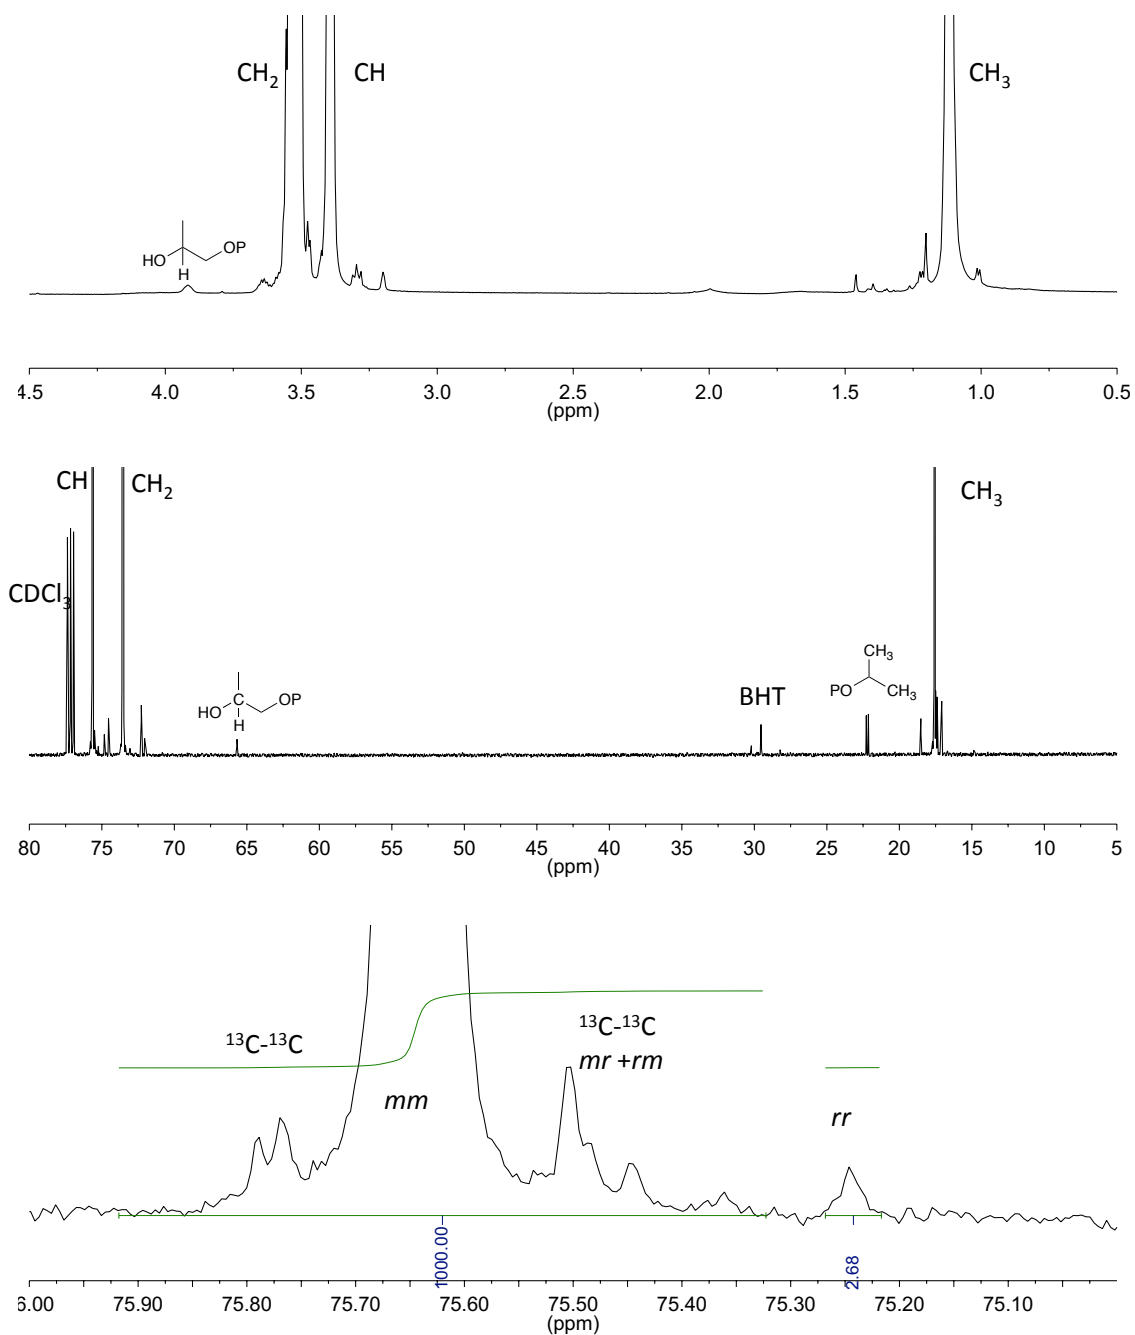 CH₂
CH
CH₃
HO
OP
H
4.5 4.0 3.5 3.0 2.5 2.0 1.5 1.0 0.5
(ppm)
CH
CH₂
CH₃
CDCl₃
CH₃
PO
CH₃
BHT
C
HO
OP
H
80 75 70 65 60 55 50 45 40 35 30 25 20 15 10 5
(ppm)
¹³C-¹³C
¹³C-¹³C
mr +rm
mm
rr
1000.00
2.68
6.00 75.90 75.80 75.70 75.60 75.50 75.40 75.30 75.20 75.10
(ppm)